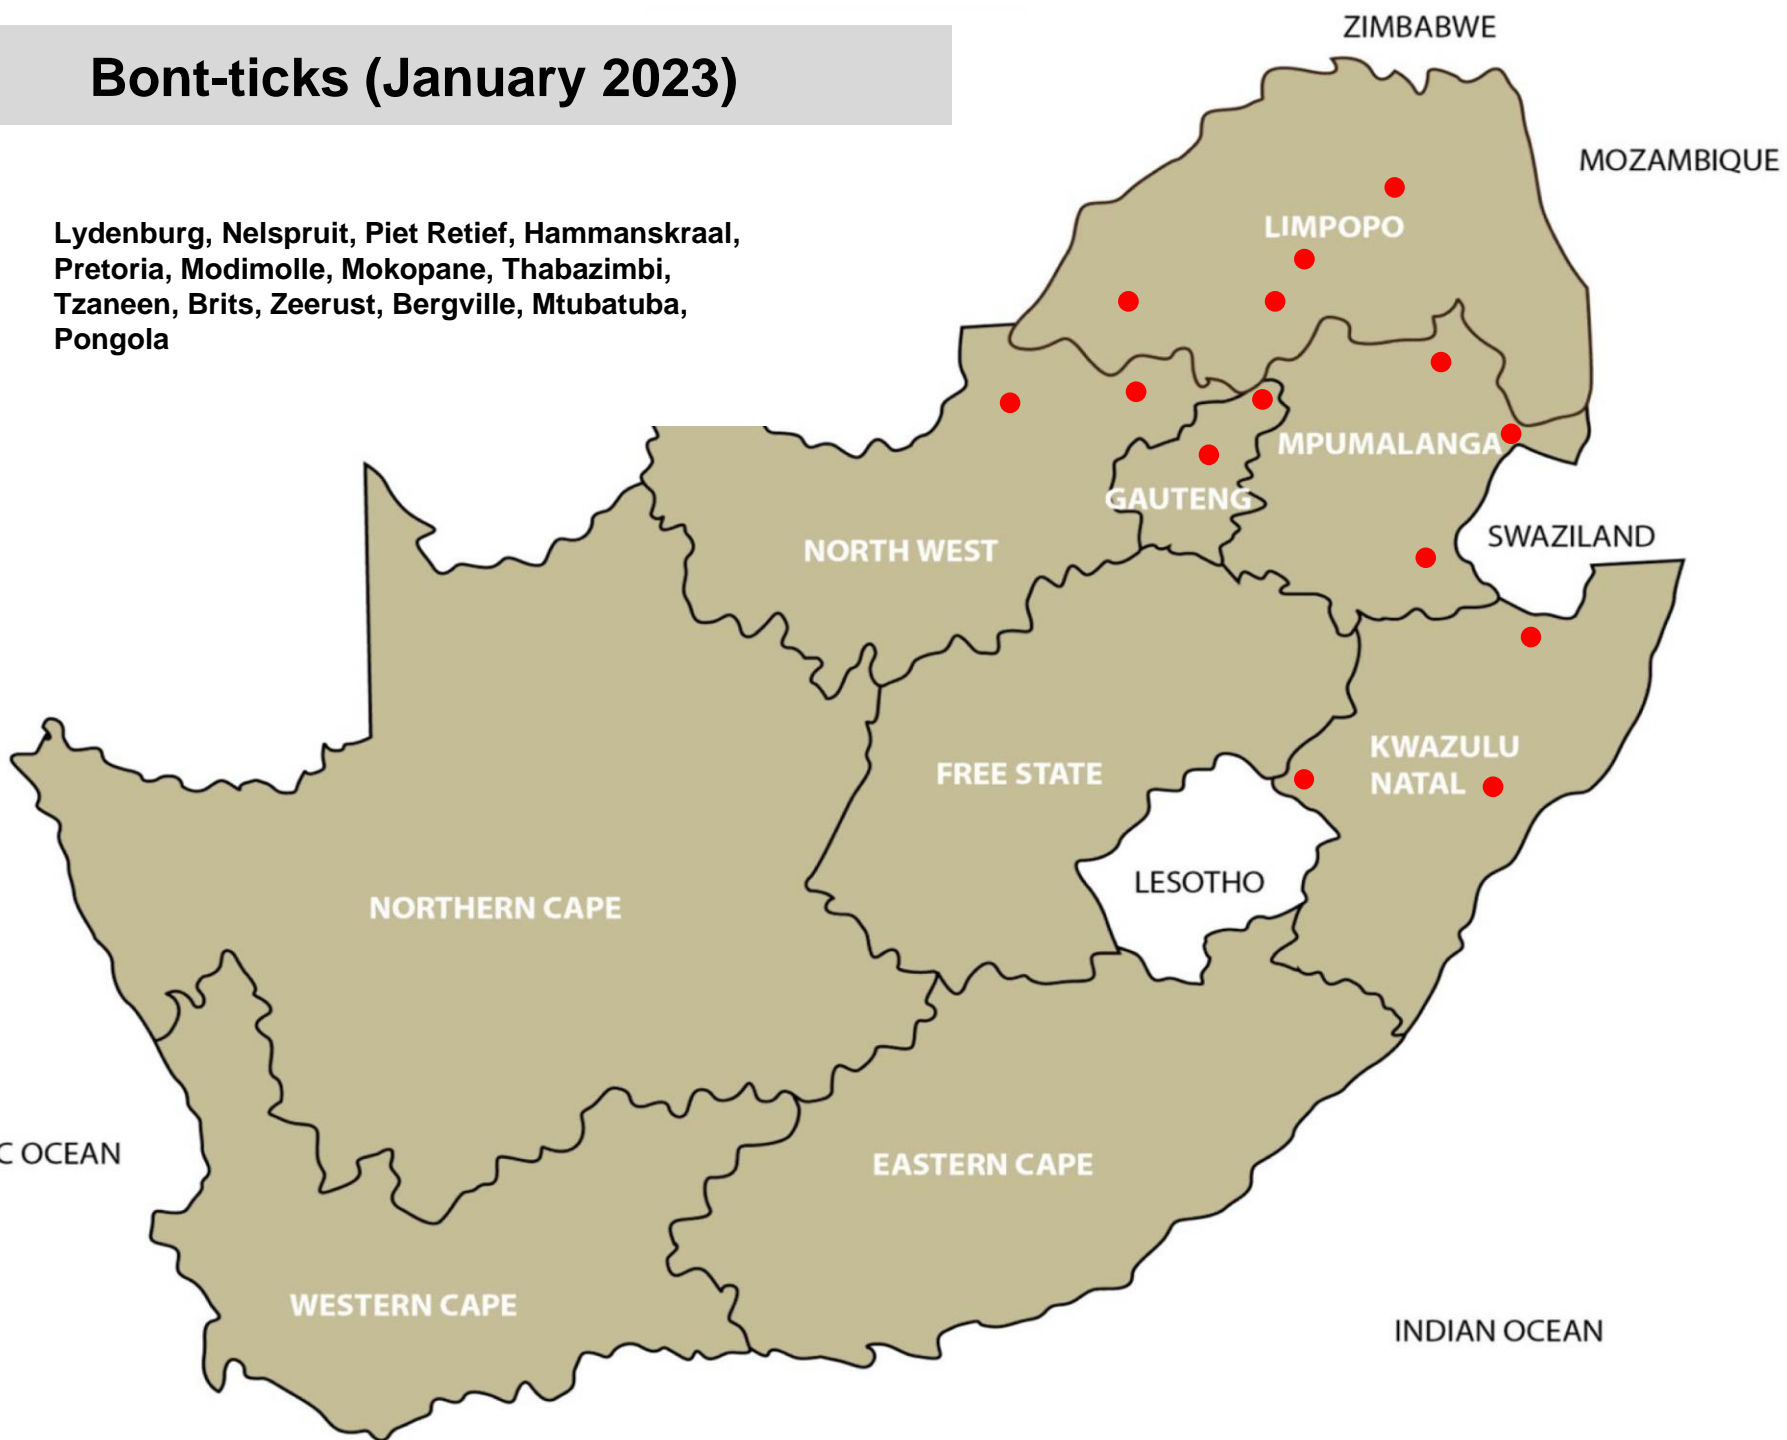 Bont-ticks (January 2023)
Lydenburg, Nelspruit, Piet Retief, Hammanskraal,
Pretoria, Modimolle, Mokopane, Thabazimbi,
Tzaneen, Brits, Zeerust, Bergville, Mtubatuba,
Pongola
ZIMBABWE
MOZAMBIQUE
LIMPOPO
MPUMALANGA
GAUTENG
SWAZILAND
NORTH WEST
KWAZULU
NATAL
FREE STATE
LESOTHO
NORTHERN CAPE
C OCEAN
EASTERN CAPE
WESTERN CAPE
INDIAN OCEAN